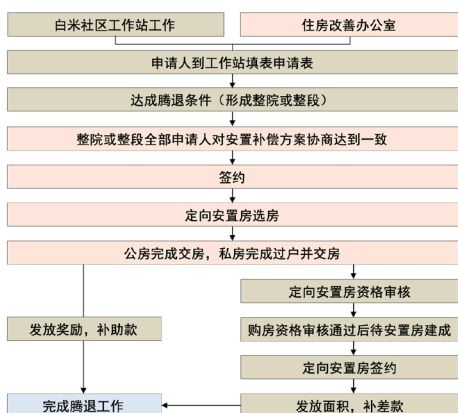 白米社区工作站工作
住房改善办公室
申请人到工作站填表申请表
达成腾退条件（形成整院或整段）
整院或整段全部申请人对安置补偿方案协商达到一致
签约
定向安置房选房
公房完成交房，私房完成过户并交房
定向安置房资格审核
发放奖励，补助款
购房资格审核通过后待安置房建成
定向安置房签约
完成腾退工作
发放面积，补差款